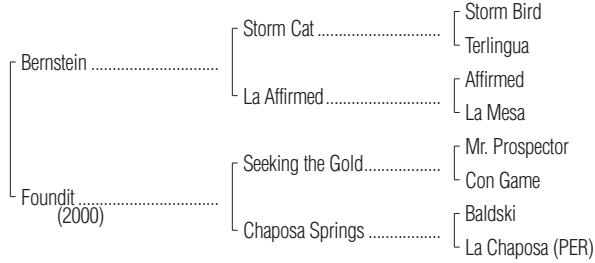 Storm Bird
Storm Cat ..............................
Terlingua
Bernstein ................................
Affirmed
La Affirmed.............................
La Mesa
Mr. Prospector
Seeking the Gold...................
Con Game
Foundit ...................................
(2000)
Baldski
Chaposa Springs ..................
La Chaposa (PER)